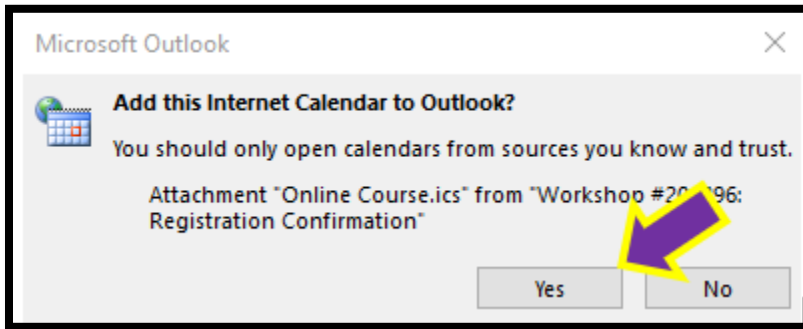 Microsoft Outlook
Add this Internet Calendar to Outlook?
You should only open calendars from sources you know and trust.
Attachment "Online Course.ics" from "Workshop
Registration Confirmation"
Yes
No